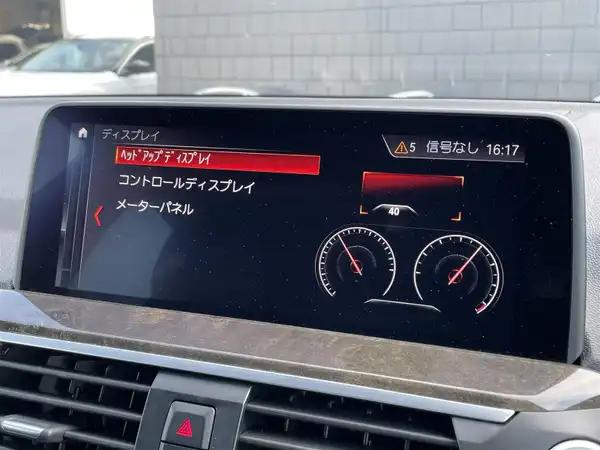 ディスプレイ
5 信号なし 16:17
ヘッドアップディスプレイ
コントロールディスプレイ
メーターパネル
40